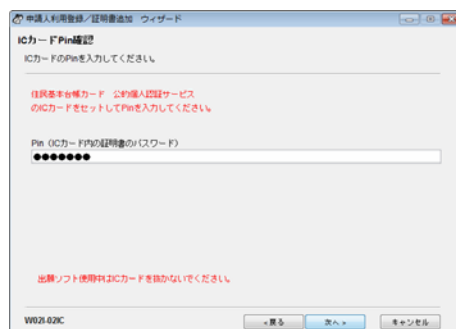 申請人利用登録／証明書追加 ウィザード
ICカードPin確認
ICカードのPinを入力してください。
住民基本台帳カード 公的個人認証サービス
のICカードをセットしてPinを入力してください。
Pin (ICカード内の証明書のパスワード)
●●●●●●●
出願ソフト使用中はICカードを抜かないでください。
W02I-02IC
<戻る 次へ> キャンセル